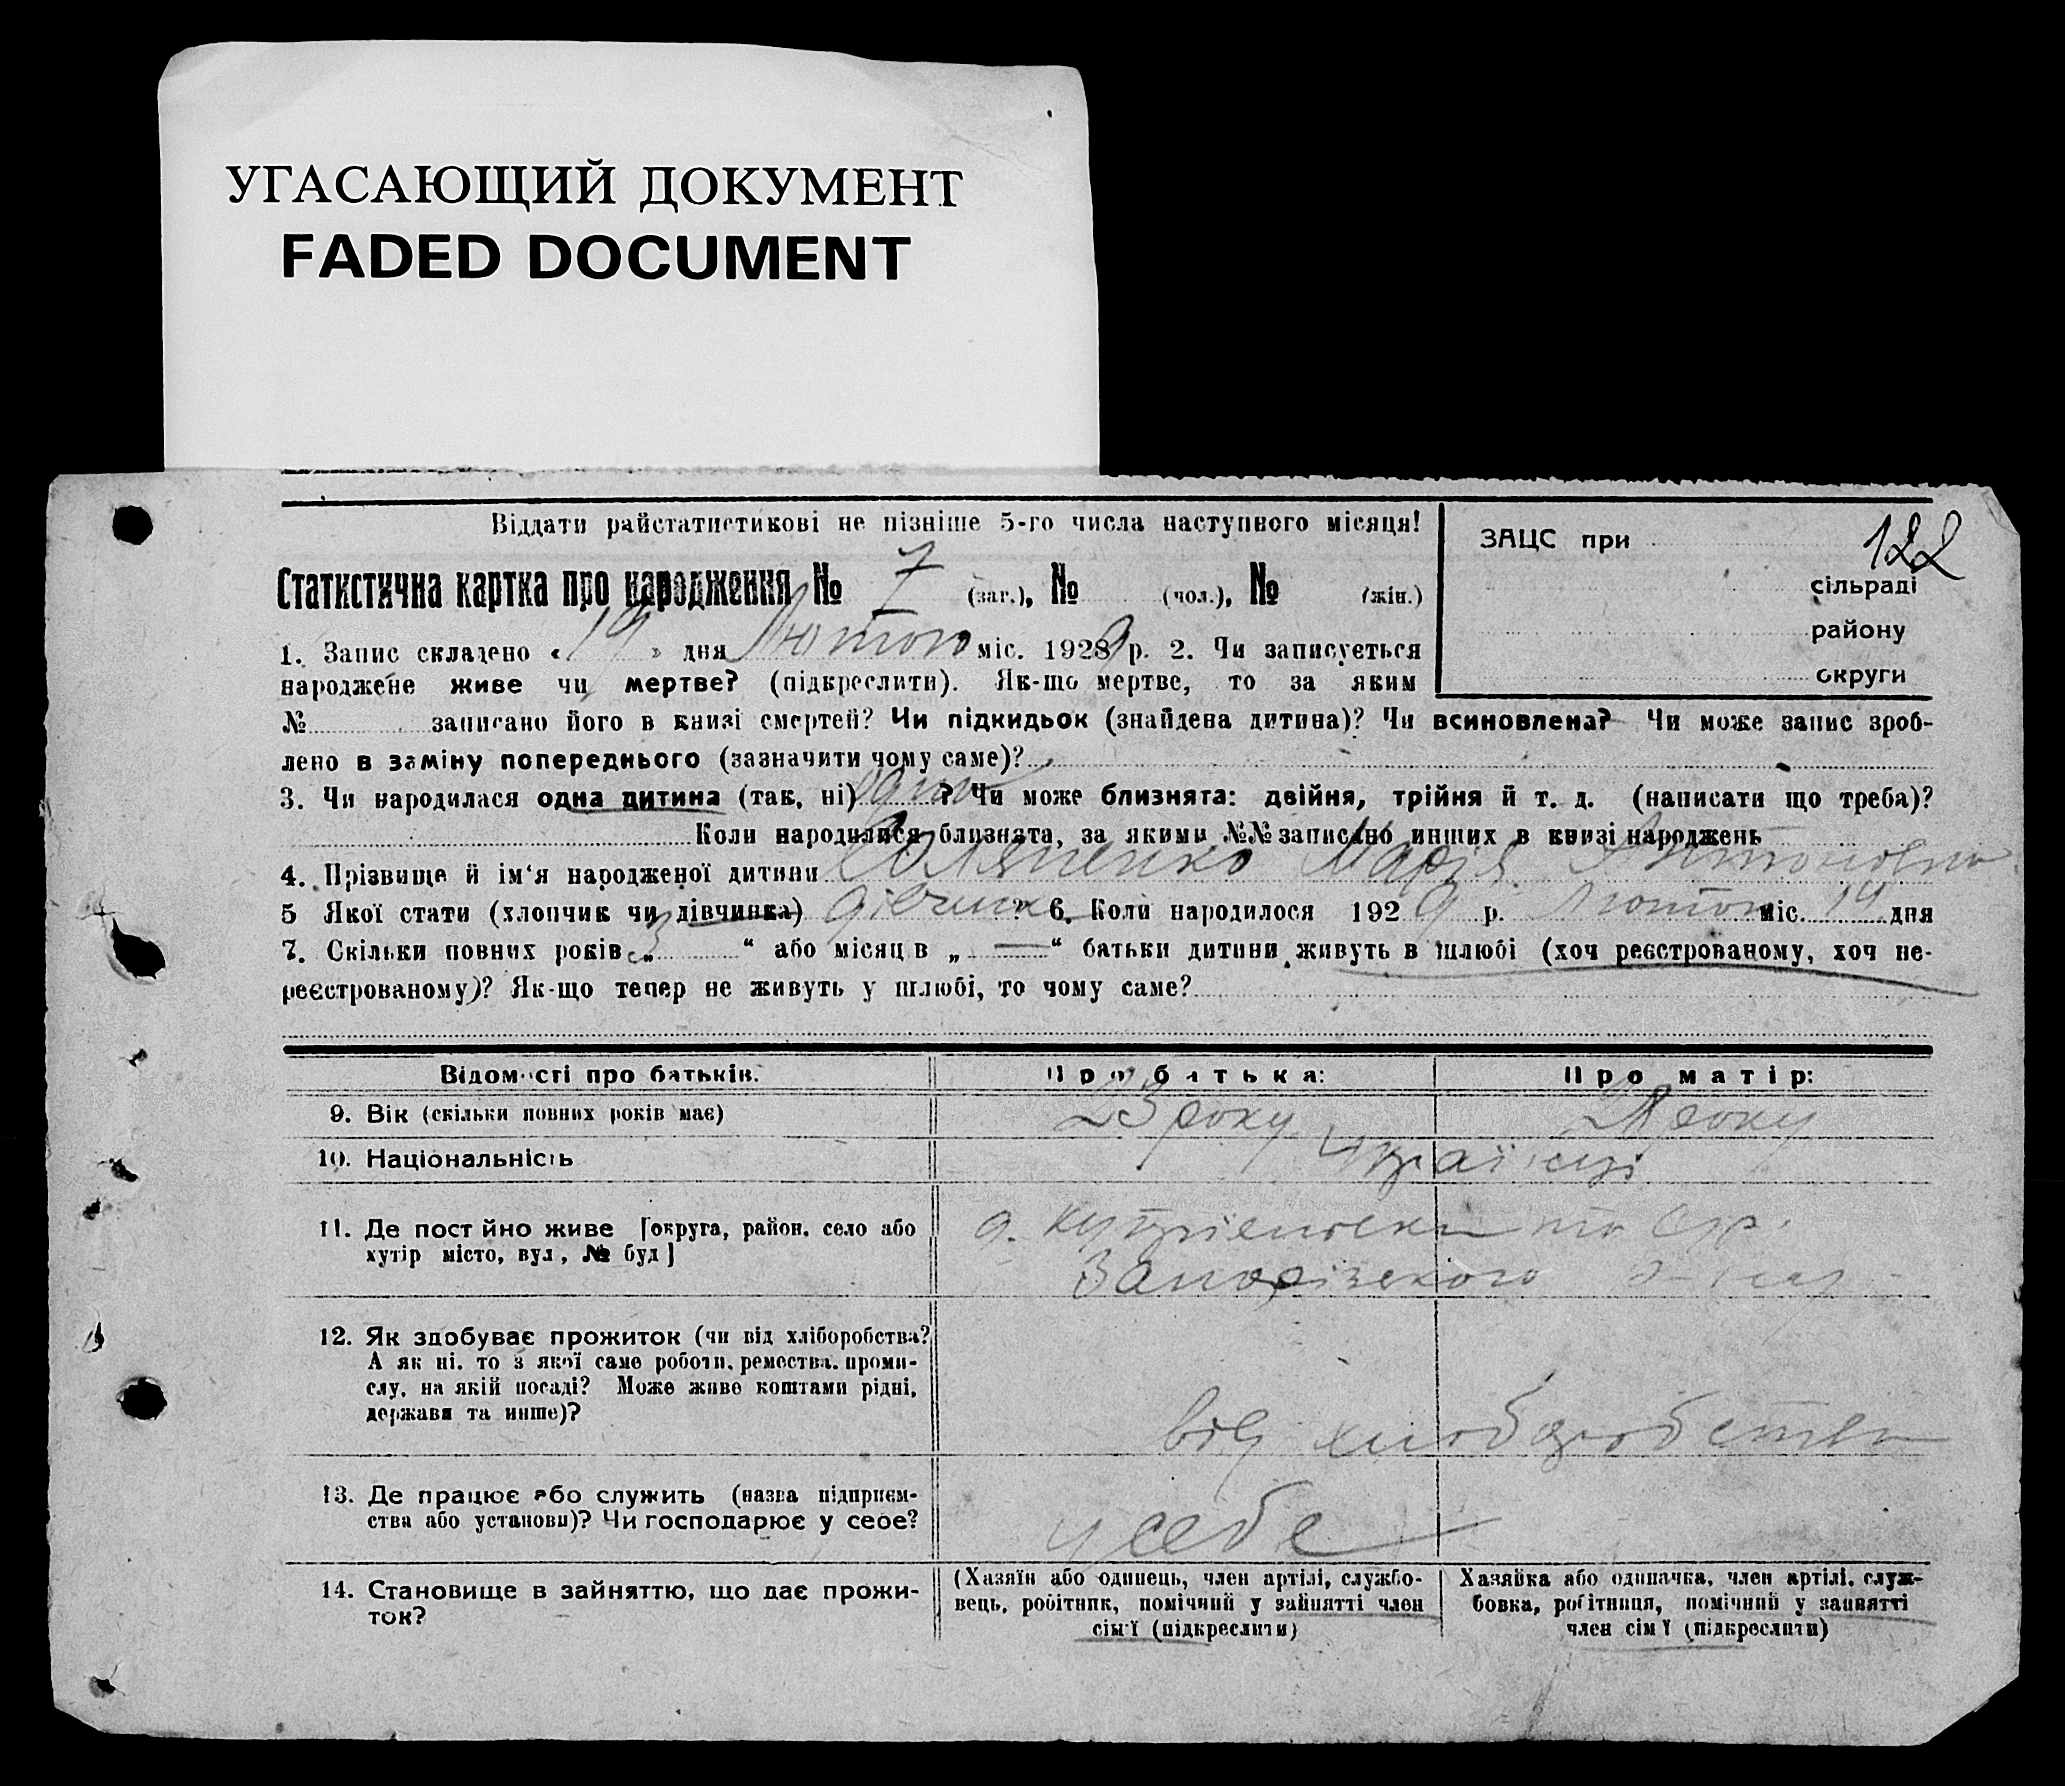 УГАСАЮЩИЙ ДОКУМЕНТ
FADED DOCUMENT
Віддати райстатистикові не пізніше 5-го числа наступного місяця!
ЗАЦС при
122
сільраді
району
округи
Статистична картка про народження № 7 (заг.), № (чол.), № (жін.)
1. Запис складено « 19 » дня Лютого міс. 1928 9 р. 2. Чи записується
народжене живе чи мертве? (підкреслити). Як-що мертве, то за яким
№ записано його в книзі смертей? Чи підкидьок (знайдена дитина)? Чи всиновлена? Чи може запис зроб-
лено в заміну попереднього (зазначити чому саме)?
3. Чи народилася одна дитина (так, ні) ? Чи може близнята: двійня, трійня й т. д. (написати що треба)?
Коли народилися близнята, за якими №№ записано инших в книзі народжень
4. Прізвище й ім'я народженої дитини Марія Антоновна
5 Якої стати (хлопчик чи дівчинка) дівчинка " 6. Коли народилося 192 9 р. Лютого міс. 14 дня
7. Скільки повних років „ 3 “ або місяців „ — “ батьки дитини живуть в шлюбі (хоч реєстрованому, хоч не-
реєстрованому)? Як-що тепер не живуть у шлюбі, то чому саме?
Відомості про батьків. Про батька: Про матір:
9. Вік (скільки повних років має) 23 року року
10. Національність Українці
11. Де постійно живе [округа, район, село або
хутір місто, вул, № буд]
Запорізького
12. Як здобуває прожиток (чи від хліборобства?
А як ні, то з якої саме роботи, ремества, проми-
слу, на якій посаді? Може живе коштами рідні,
держави та инше)?
від хліборобства
13. Де працює або служить (назва підприєм-
ства або установи)? Чи господарює у себе?
у себе
14. Становище в зайняттю, що дає прожи-
ток?
(Хазяїн або одинець, член артілі, службо-
вець, робітник, помічний у зайнятті член
сім'ї (підкреслити)
Хазяйка або одиначка, член артілі, служ-
бовка, робітниця, помічний у зайнятті
член сім'ї (підкреслити)